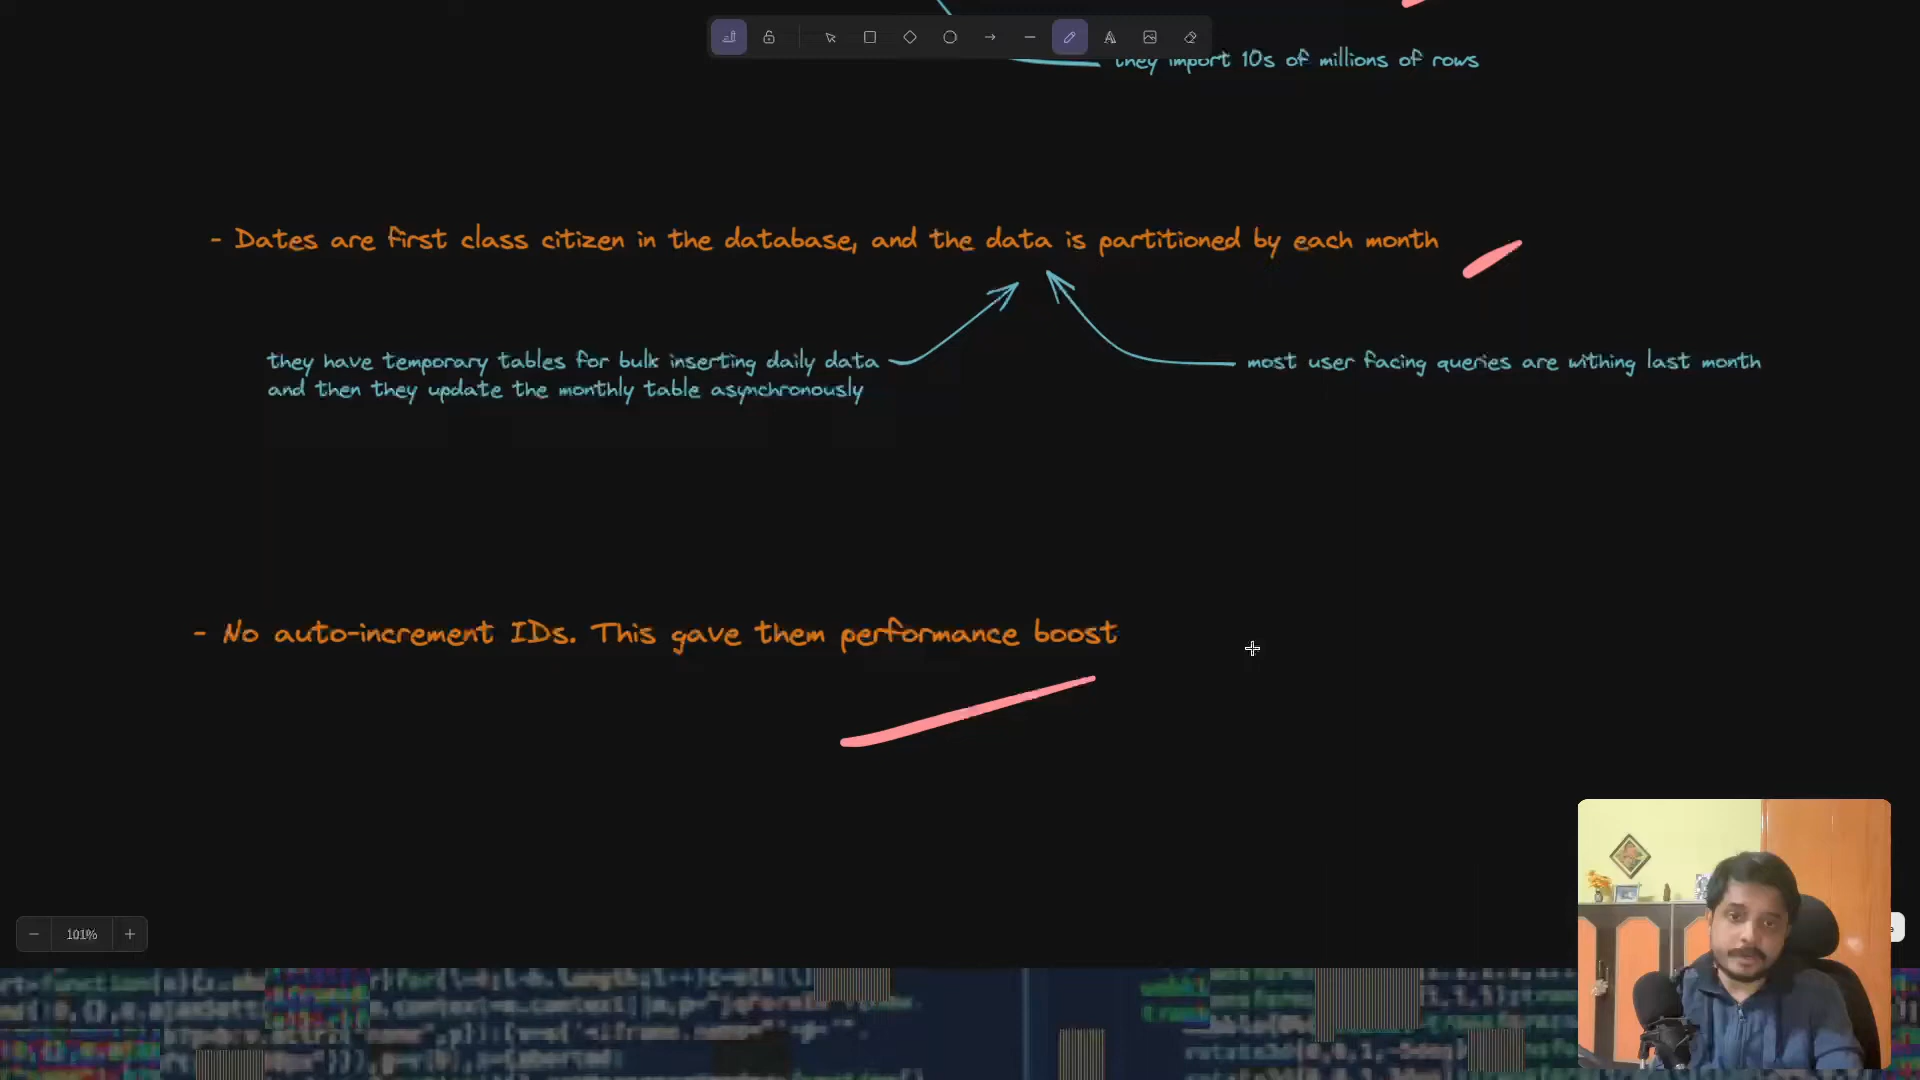 they import 10s of millions of rows
- Dates are first class citizen in the database, and the data is partitioned by each month
they have temporary tables for bulk inserting daily data
and then they update the monthly table asynchronously
most user facing queries are withing last month
- No auto-increment IDs. This gave them performance boost
101%